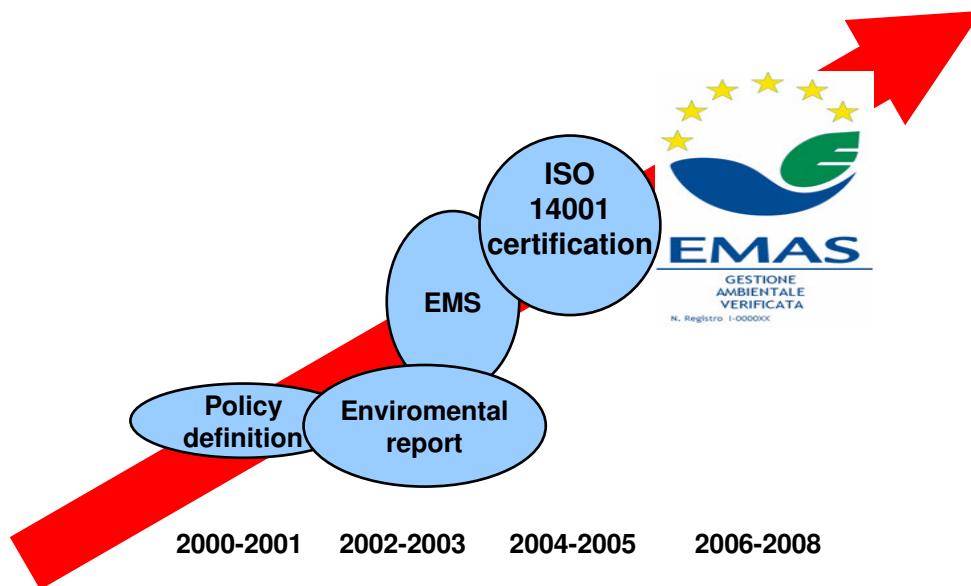 ISO
14001
certification
EMS
Policy
definition
Enviromental
report
EMAS
GESTIONE
AMBIENTALE
VERIFICATA
N. Registro I-0000XX
2000-2001 2002-2003 2004-2005 2006-2008